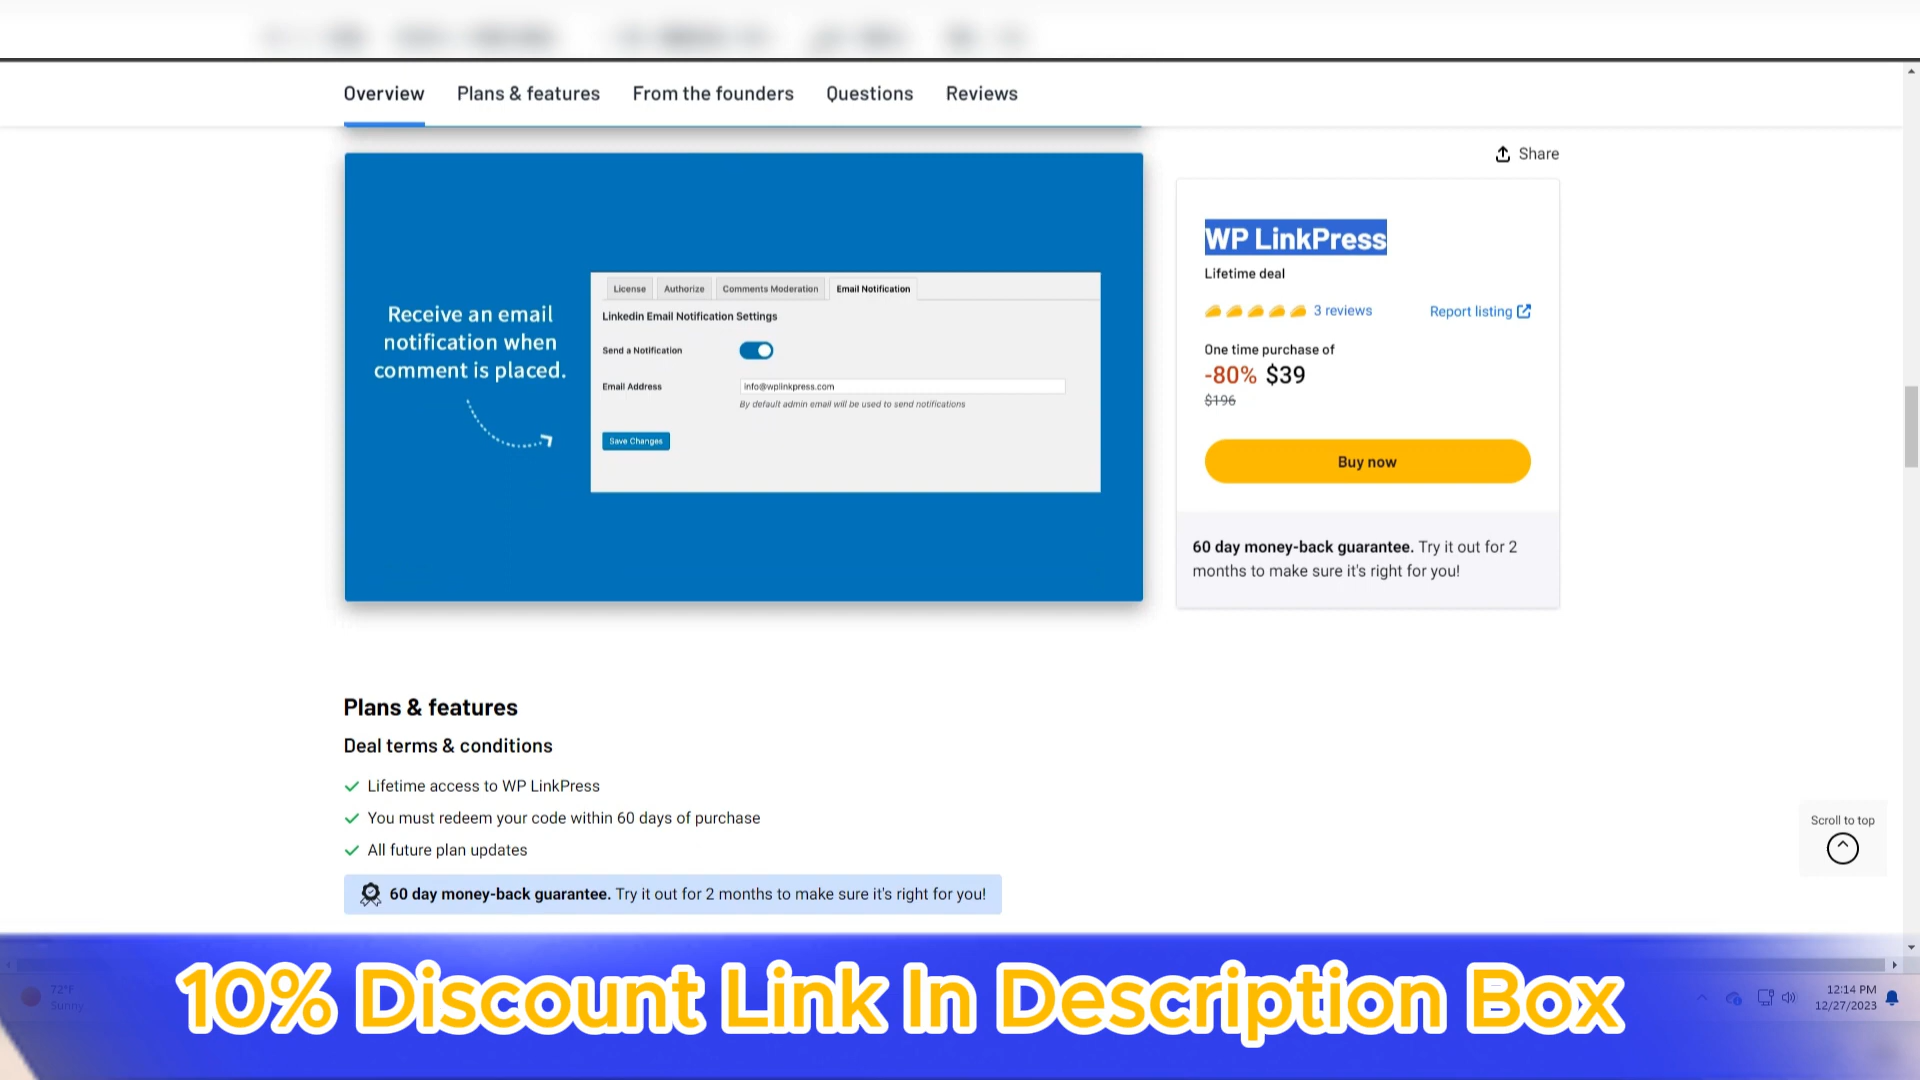 Overview Plans & features From the founders Questions Reviews
Share
Receive an email
notification when
comment is placed.
License Authorize Comments Moderation Email Notification
Linkedin Email Notification Settings
Send a Notification
Email Address info@wplinkpress.com
By default admin email will be used to send notifications
Save Changes
WP LinkPress
Lifetime deal
3 reviews Report listing
One time purchase of
-80% $39
$196
Buy now
60 day money-back guarantee. Try it out for 2
months to make sure it's right for you!
Plans & features
Deal terms & conditions
Lifetime access to WP LinkPress
You must redeem your code within 60 days of purchase
All future plan updates
60 day money-back guarantee. Try it out for 2 months to make sure it's right for you!
Scroll to top
10% Discount Link In Description Box
72°F
Sunny
12:14 PM
12/27/2023